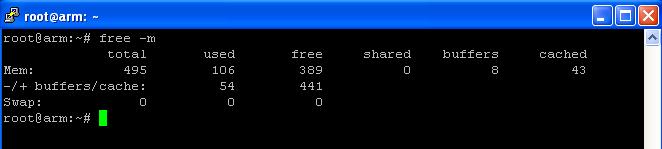 root@arm: ~
root@arm:~# free -m
             total       used       free     shared    buffers     cached
Mem:           495        106        389          0          8         43
-/+ buffers/cache:         54        441
Swap:            0          0          0
root@arm:~#